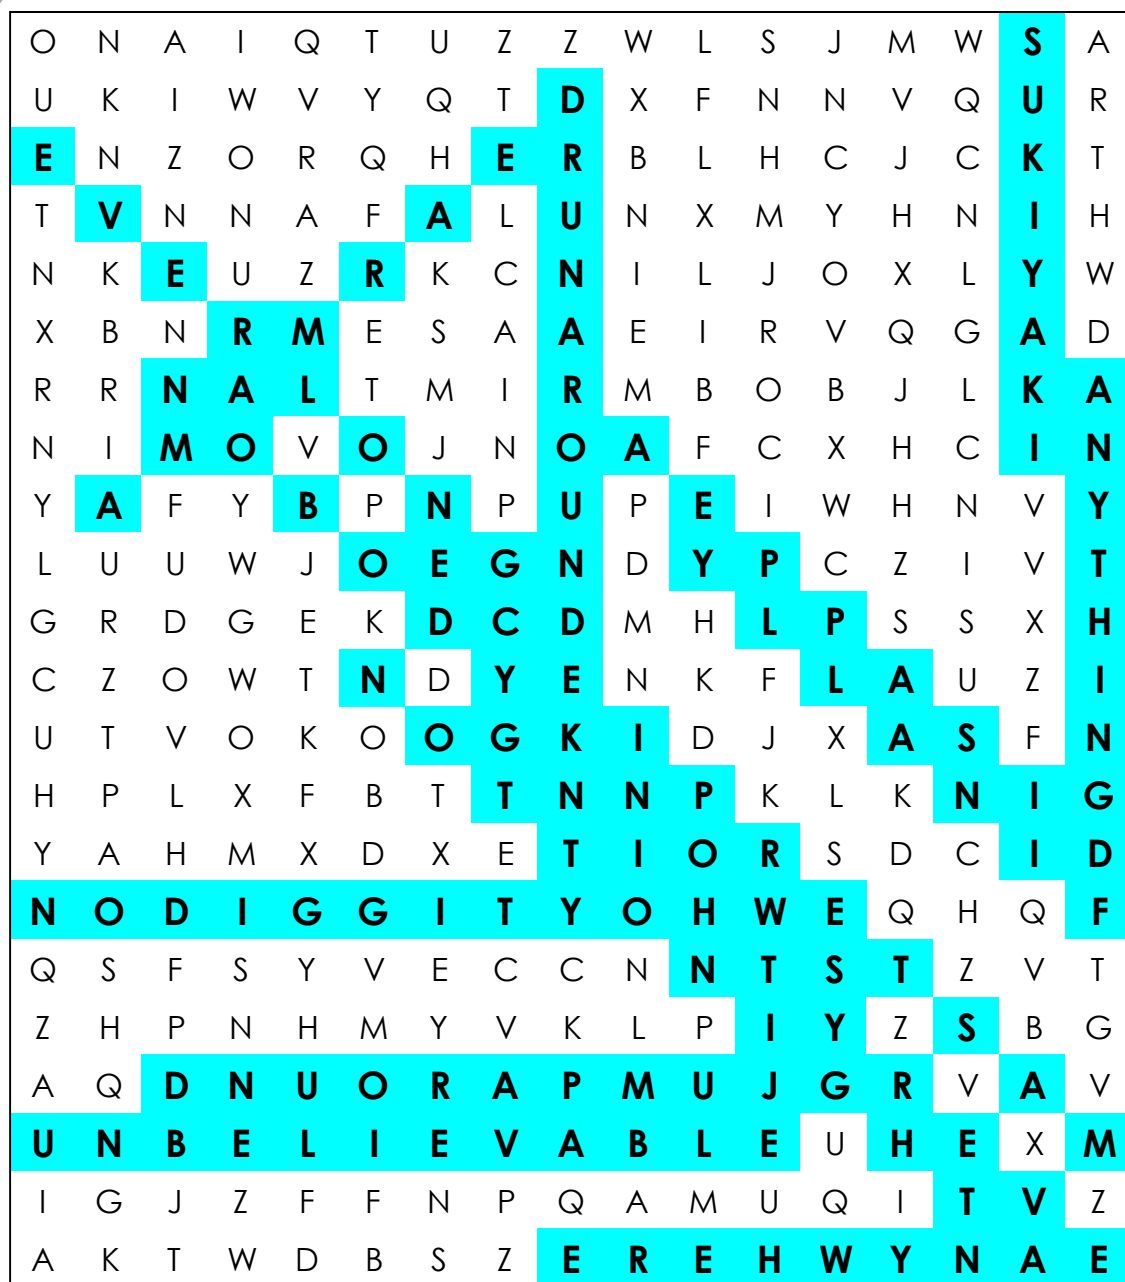 O N A I Q T U Z Z W L S J M W S A
U K I W V Y Q T D X F N N V Q U R
E N Z O R Q H E R B L H C J C K T
T V N N A F A L U N X M Y H N I H
N K E U Z R K C N I L J O X L Y W
X B N R M E S A A E I R V Q G A D
R R N A L T M I R M B O B J L K A
N I M O V O J N O A F C X H C I N
Y A F Y B P N P U P E I W H N V Y
L U U W J O E G N D Y P C Z I V T
G R D G E K D C D M H L P S S X H
C Z O W T N D Y E N K F L A U Z I
U T V O K O O G K I D J X A S F N
H P L X F B T T N N P K L K N I G
Y A H M X D X E T I O R S D C I D
N O D I G G I T Y O H W E Q H Q F
Q S F S Y V E C C N N T S T Z V T
Z H P N H M Y V K L P I Y Z S B G
A Q D N U O R A P M U J G R V A V
U N B E L I E V A B L E U H E X M
I G J Z F F N P Q A M U Q I T V Z
A K T W D B S Z E R E H W Y N A E